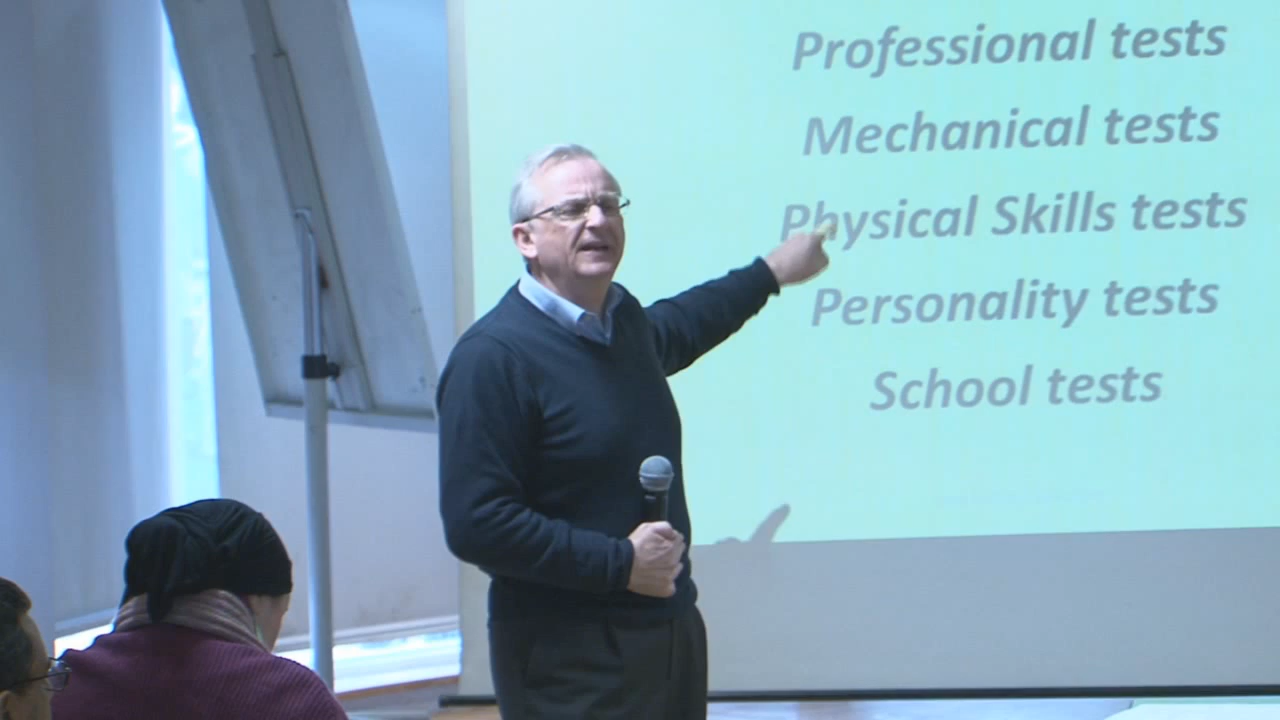 Professional tests
Mechanical tests
Physical Skills tests
Personality tests
School tests